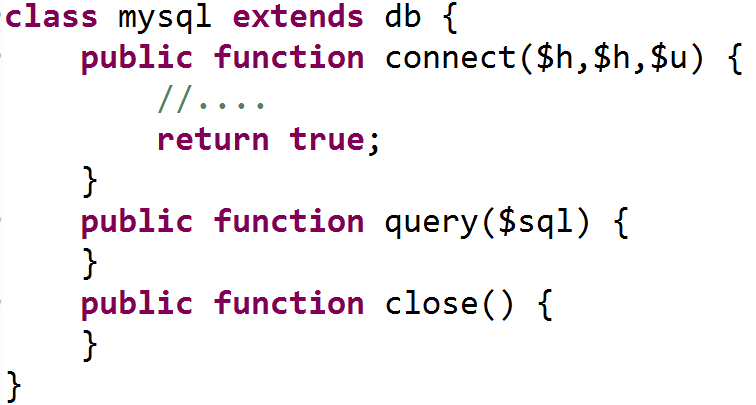 class mysql extends db {
    public function connect($h,$h,$u) {
        //....
        return true;
    }
    public function query($sql) {
    }
    public function close() {
    }
}